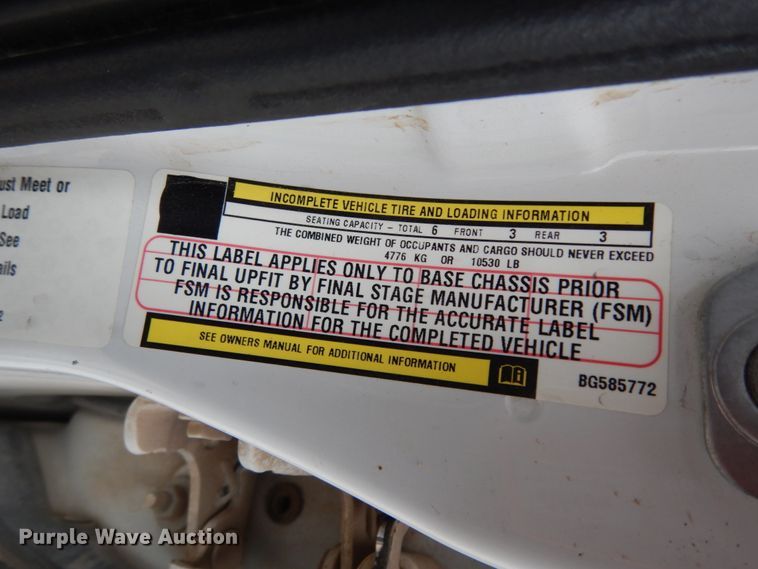 ust Meet or
Load
See
ails
2
INCOMPLETE VEHICLE TIRE AND LOADING INFORMATION
SEATING CAPACITY - TOTAL 6 FRONT 3 REAR 3
THE COMBINED WEIGHT OF OCCUPANTS AND CARGO SHOULD NEVER EXCEED
4776 KG OR 10530 LB
THIS LABEL APPLIES ONLY TO BASE CHASSIS PRIOR
TO FINAL UPFIT BY FINAL STAGE MANUFACTURER (FSM)
FSM IS RESPONSIBLE FOR THE ACCURATE LABEL
INFORMATION FOR THE COMPLETED VEHICLE
SEE OWNERS MANUAL FOR ADDITIONAL INFORMATION
BG585772
Purple Wave Auction